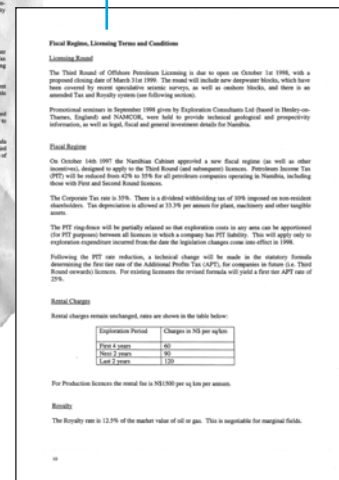 Fiscal Regime, Licensing Terms and Conditions
Licensing Round
The Third Round of Offshore Petroleum Licensing is due to open on October 1st 1998, with a
proposed closing date of March 31st 1999. The round will include new deepwater blocks, which have
been covered by recent speculative seismic surveys, as well as onshore blocks, and there is an
amended Tax and Royalty system (see following section).
Promotional seminars in September 1998 given by Exploration Consultants Ltd (based in Henley-on-
Thames, England) and NAMCOR, were held to provide technical geological and prospectivity
information, as well as legal, fiscal and general investment details for Namibia.
Fiscal Regime
On October 14th 1997 the Namibian Cabinet approved a new fiscal regime (as well as other
incentives), designed to apply to the Third Round (and subsequent) licences. Petroleum Income Tax
(PIT) will be reduced from 42% to 35% for all petroleum companies operating in Namibia, including
those with First and Second Round licences.
The Corporate Tax rate is 35%. There is a dividend withholding tax of 10% imposed on non-resident
shareholders. Tax depreciation is allowed at 33.3% per annum for plant, machinery and other tangible
assets.
The PIT ring-fence will be partially relaxed so that exploration costs in any area can be apportioned
(for PIT purposes) between all licences in which a company has PIT liability. This will apply only to
exploration expenditure incurred from the date the legislation changes come into effect in 1998.
Following the PIT rate reduction, a technical change will be made in the statutory formula
determining the first tier rate of the Additional Profits Tax (APT), for companies in future (i.e. Third
Round onwards) licences. For existing licensees the revised formula will yield a first tier APT rate of
25%.
Rental Charges
Rental charges remain unchanged, rates are shown in the table below:
Exploration Period Charges in N$ per sq km
First 4 years 60
Next 2 years 90
Last 2 years 120
For Production licences the rental fee is N$1500 per sq km per annum.
Royalty
The Royalty rate is 12.5% of the market value of oil or gas. This is negotiable for marginal fields.